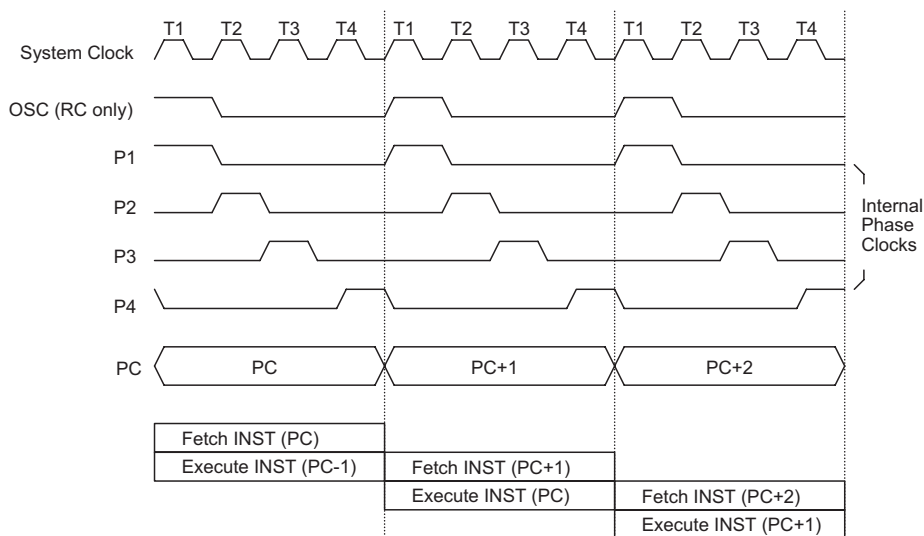 T1 T2 T3 T4 T1 T2 T3 T4 T1 T2 T3 T4
System Clock
OSC (RC only)
P1
P2
P3
P4
Internal
Phase
Clocks
PC PC PC+1 PC+2
Fetch INST (PC)
Execute INST (PC-1) Fetch INST (PC+1)
Execute INST (PC) Fetch INST (PC+2)
Execute INST (PC+1)